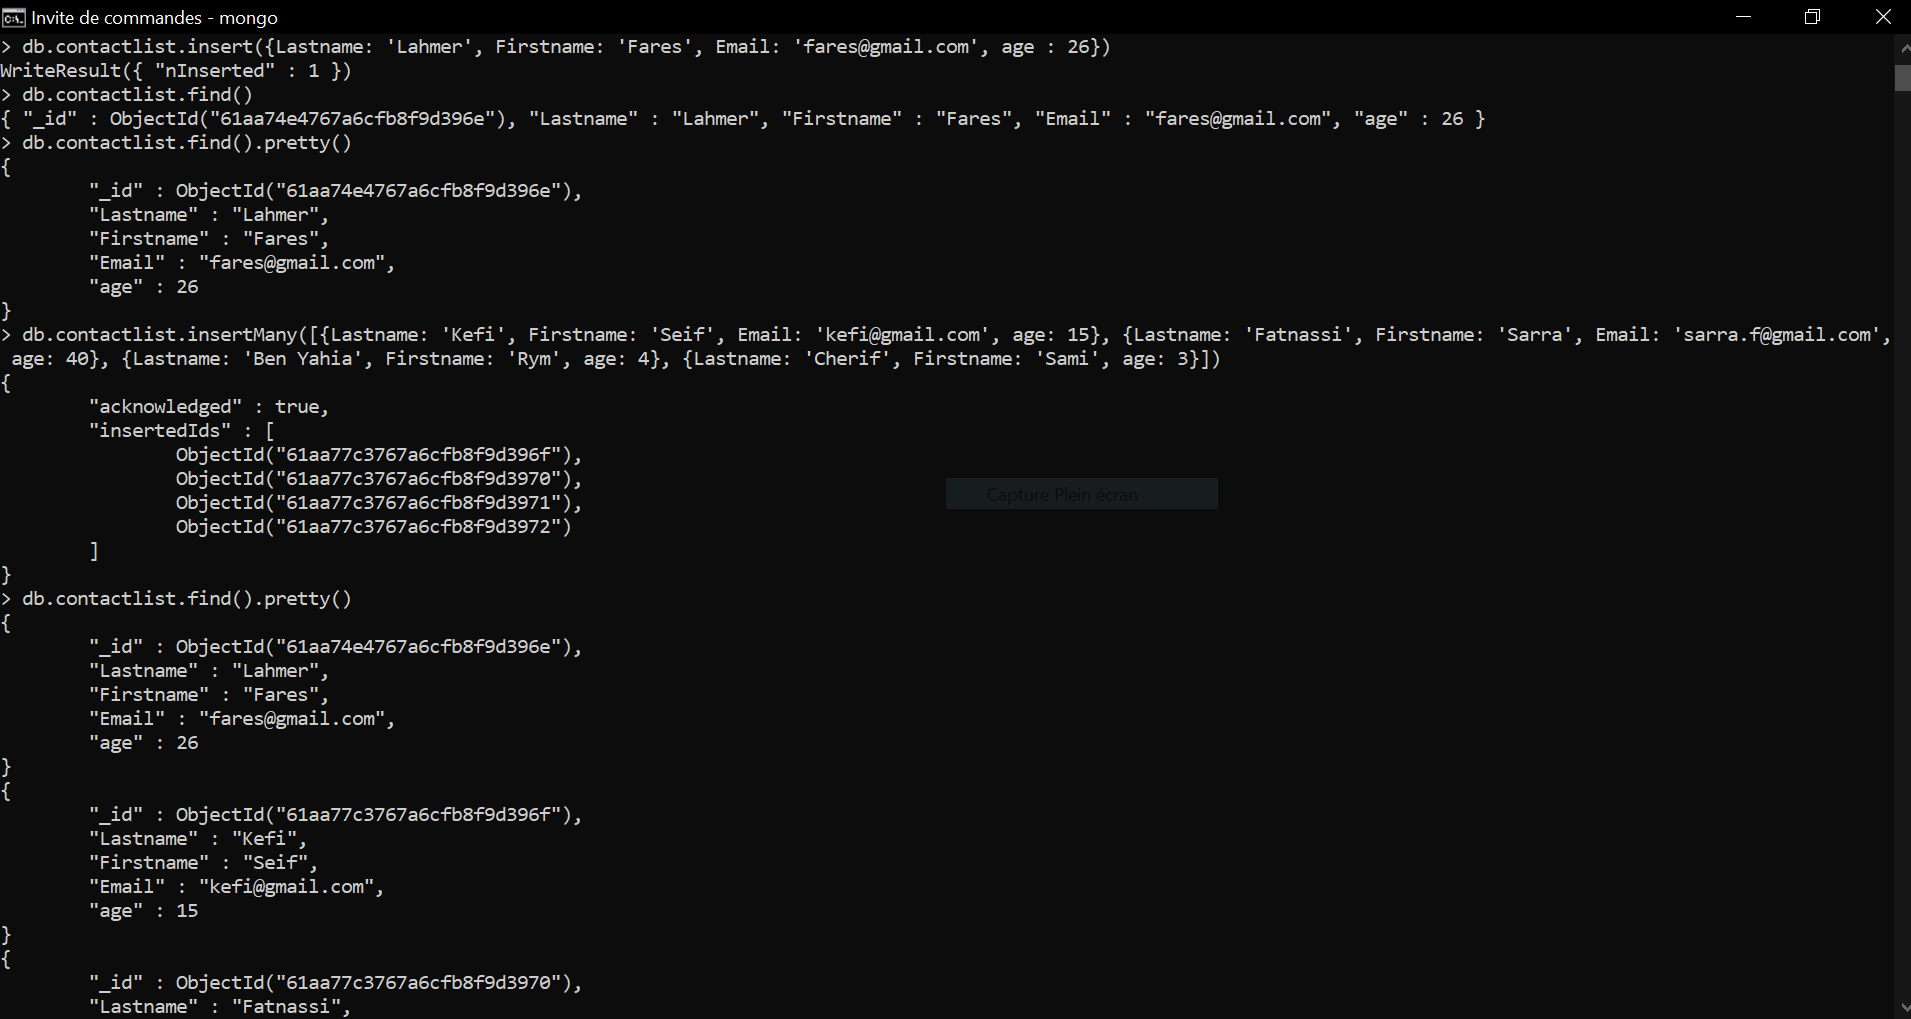 Invite de commandes - mongo
> db.contactlist.insert({Lastname: 'Lahmer', Firstname: 'Fares', Email: 'fares@gmail.com', age : 26})
WriteResult({ "nInserted" : 1 })
> db.contactlist.find()
{ "_id" : ObjectId("61aa74e4767a6cfb8f9d396e"), "Lastname" : "Lahmer", "Firstname" : "Fares", "Email" : "fares@gmail.com", "age" : 26 }
> db.contactlist.find().pretty()
{
        "_id" : ObjectId("61aa74e4767a6cfb8f9d396e"),
        "Lastname" : "Lahmer",
        "Firstname" : "Fares",
        "Email" : "fares@gmail.com",
        "age" : 26
}
> db.contactlist.insertMany([{Lastname: 'Kefi', Firstname: 'Seif', Email: 'kefi@gmail.com', age: 15}, {Lastname: 'Fatnassi', Firstname: 'Sarra', Email: 'sarra.f@gmail.com',
 age: 40}, {Lastname: 'Ben Yahia', Firstname: 'Rym', age: 4}, {Lastname: 'Cherif', Firstname: 'Sami', age: 3}])
{
        "acknowledged" : true,
        "insertedIds" : [
                ObjectId("61aa77c3767a6cfb8f9d396f"),
                ObjectId("61aa77c3767a6cfb8f9d3970"),
                ObjectId("61aa77c3767a6cfb8f9d3971"),
                ObjectId("61aa77c3767a6cfb8f9d3972")
        ]
}
Capture Plein écran
> db.contactlist.find().pretty()
{
        "_id" : ObjectId("61aa74e4767a6cfb8f9d396e"),
        "Lastname" : "Lahmer",
        "Firstname" : "Fares",
        "Email" : "fares@gmail.com",
        "age" : 26
}
{
        "_id" : ObjectId("61aa77c3767a6cfb8f9d396f"),
        "Lastname" : "Kefi",
        "Firstname" : "Seif",
        "Email" : "kefi@gmail.com",
        "age" : 15
}
{
        "_id" : ObjectId("61aa77c3767a6cfb8f9d3970"),
        "Lastname" : "Fatnassi",